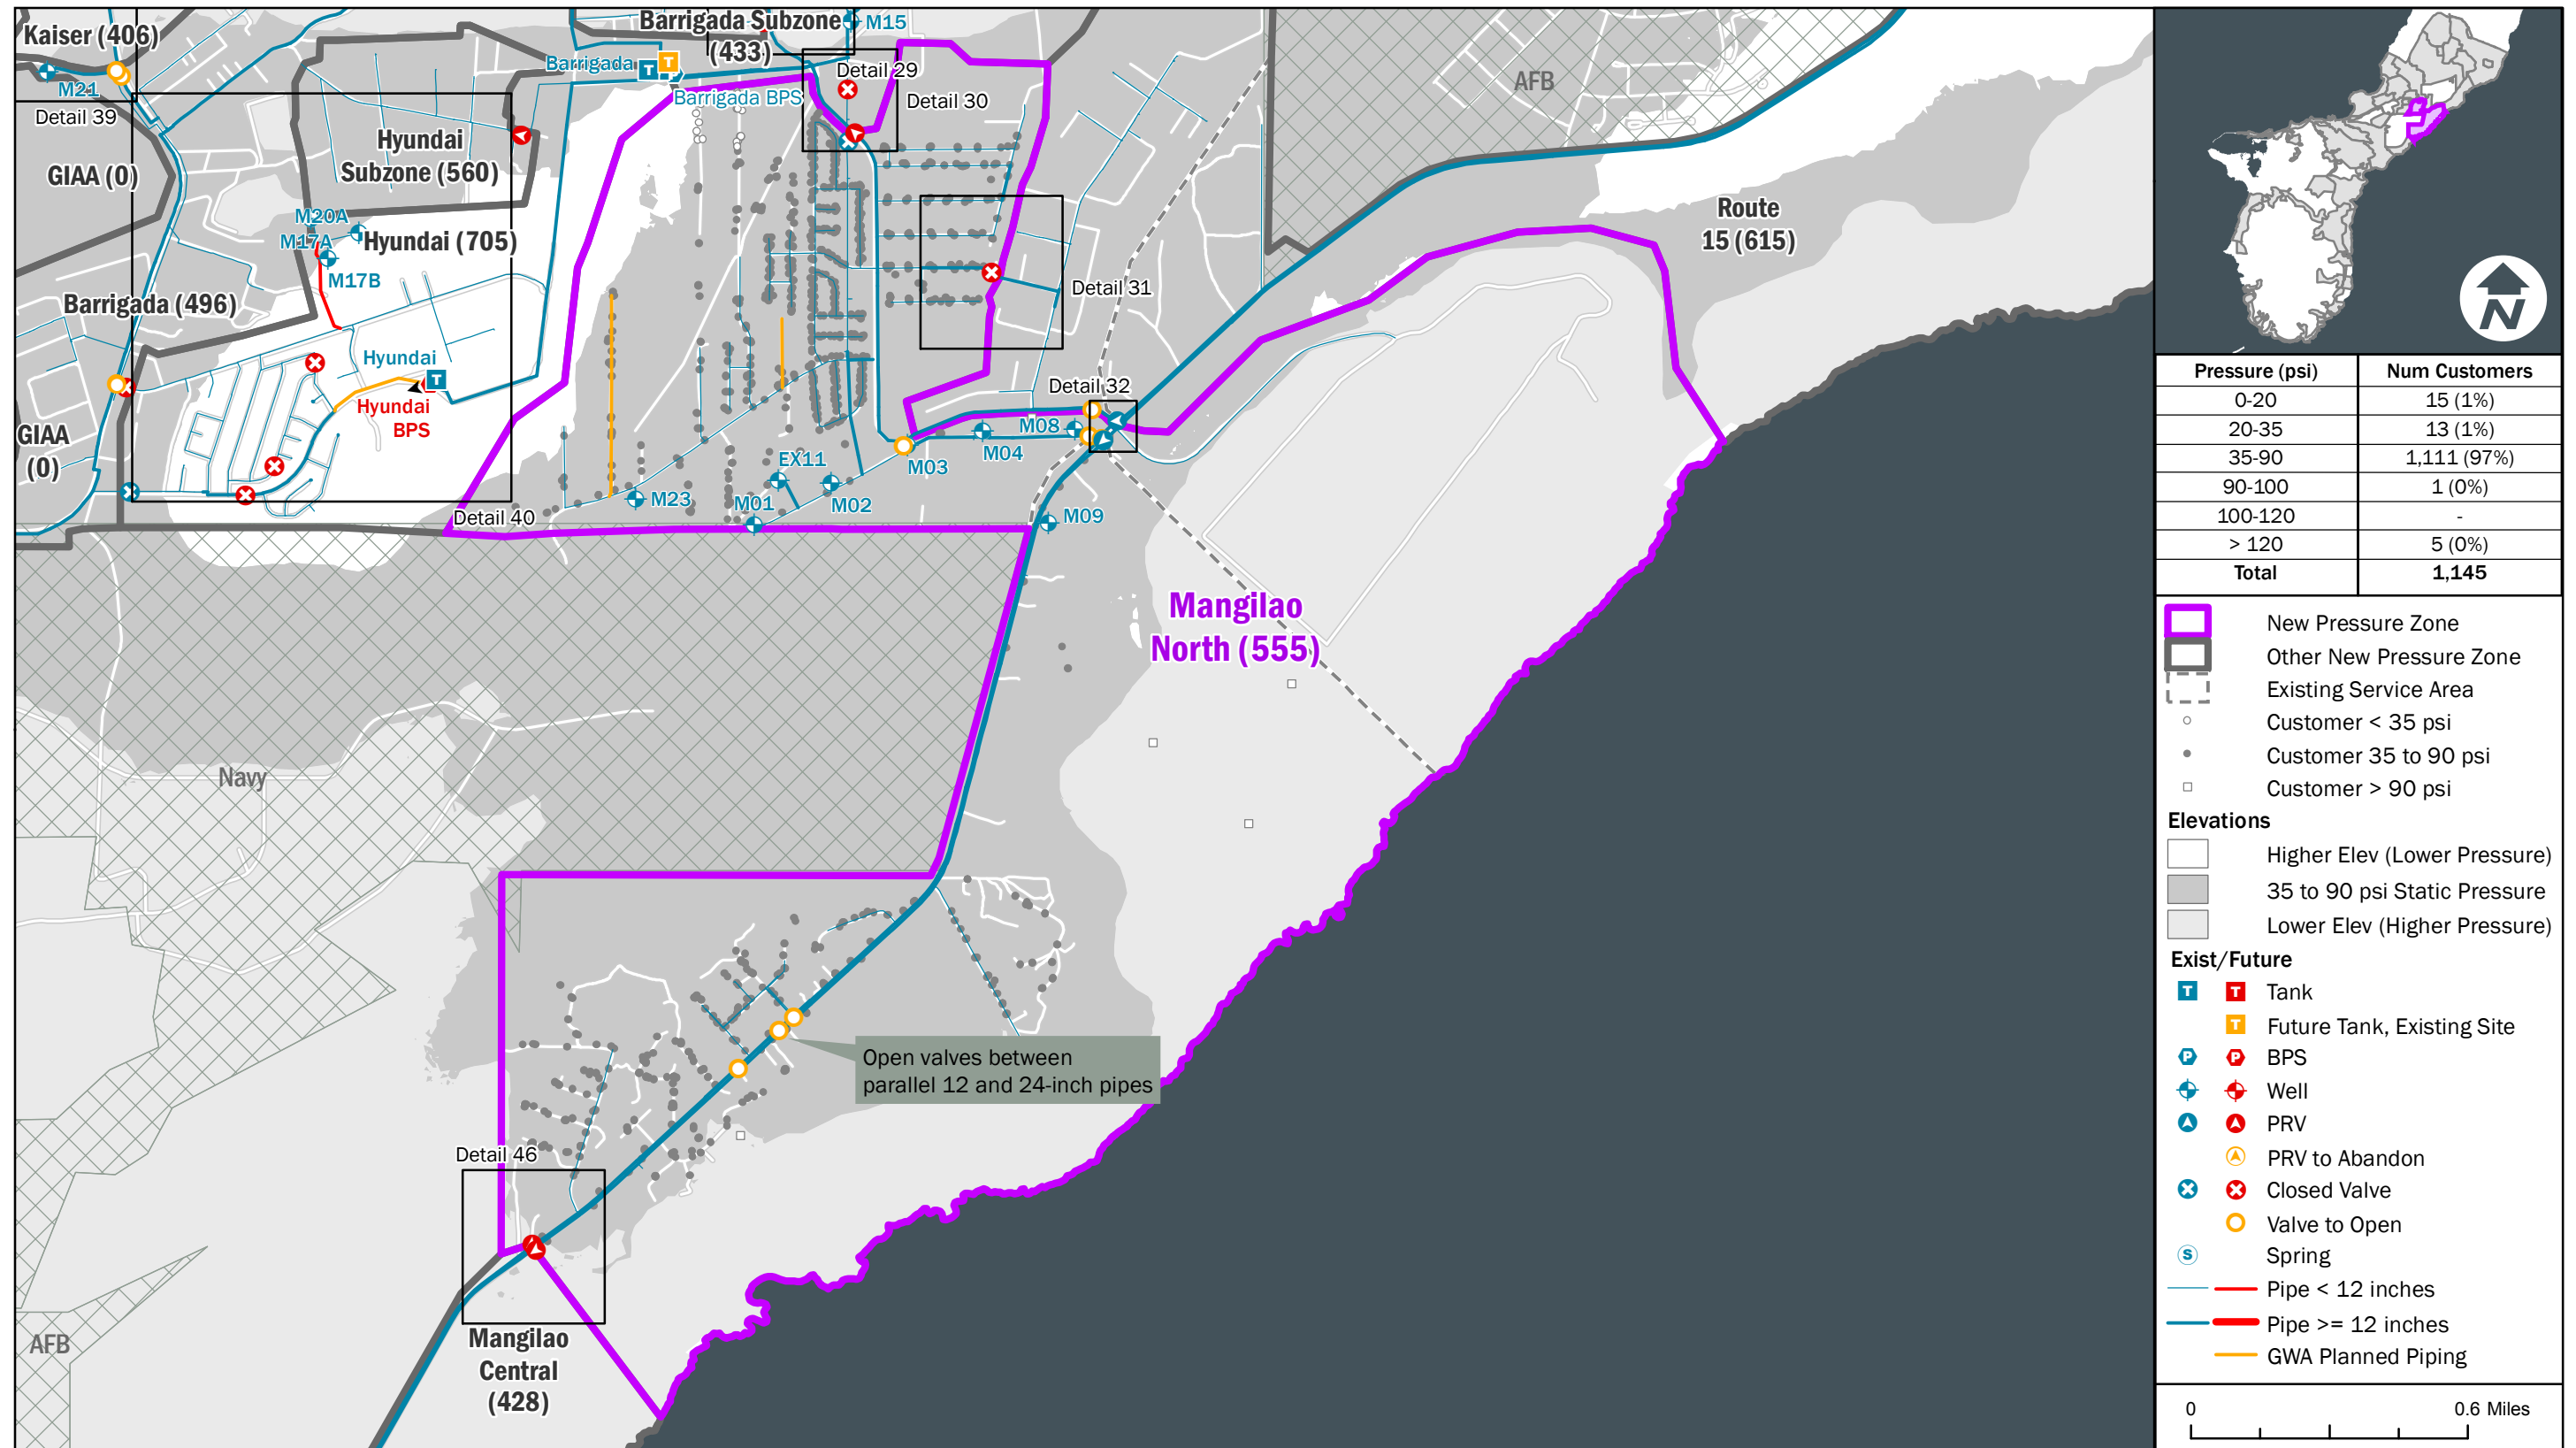 Kaiser (406)
M21
Detail 39
Barrigada Subzone
(433)
M15
Barrigada
T
T
Barrigada BPS
Detail 29
Detail 30
AFB
GIAA (0)
Hyundai
Subzone (560)
M20A
M17A
Hyundai (705)
M17B
Route
15 (615)
Barrigada (496)
Detail 31
Hyundai
T
Hyundai
BPS
Detail 32
GIAA
(0)
M08
M04
M03
EX11
M02
M23
M01
M09
Detail 40
Mangilao
North (555)
Navy
Open valves between
parallel 12 and 24-inch pipes
Detail 46
Mangilao
Central
(428)
AFB
N
Pressure (psi) Num Customers
0-20 15 (1%)
20-35 13 (1%)
35-90 1,111 (97%)
90-100 1 (0%)
100-120 -
> 120 5 (0%)
Total 1,145
New Pressure Zone
Other New Pressure Zone
Existing Service Area
Customer < 35 psi
Customer 35 to 90 psi
Customer > 90 psi
Elevations
Higher Elev (Lower Pressure)
35 to 90 psi Static Pressure
Lower Elev (Higher Pressure)
Exist/Future
T T Tank
T Future Tank, Existing Site
P P BPS
Well
PRV
PRV to Abandon
Closed Valve
Valve to Open
S Spring
Pipe < 12 inches
Pipe >= 12 inches
GWA Planned Piping
0 0.6 Miles